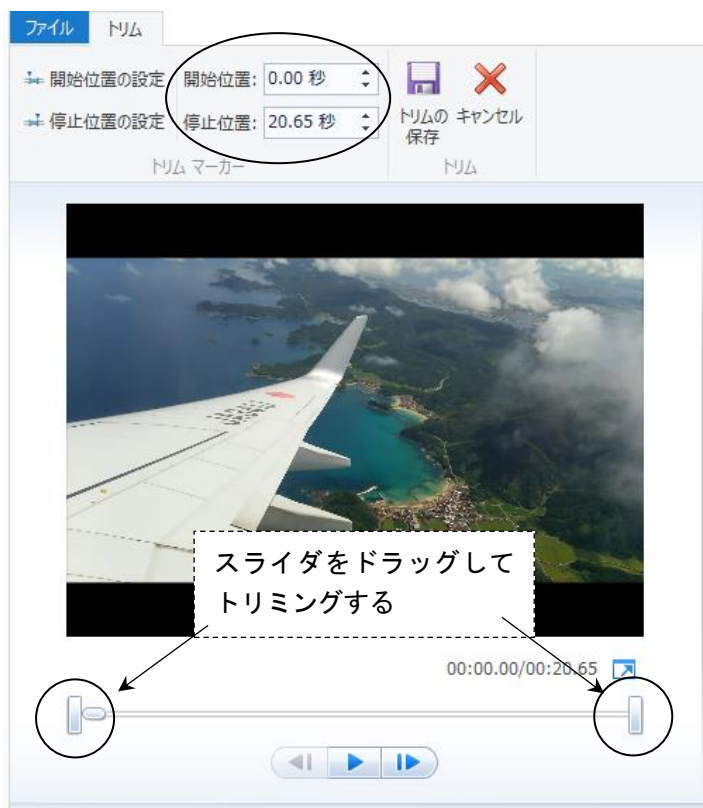 ファイル トリム
開始位置の設定 開始位置: 0.00 秒
停止位置の設定 停止位置: 20.65 秒
トリムの保存 キャンセル
トリム マーカー トリム
スライダをドラッグして
トリミングする
00:00.00/00:20.65